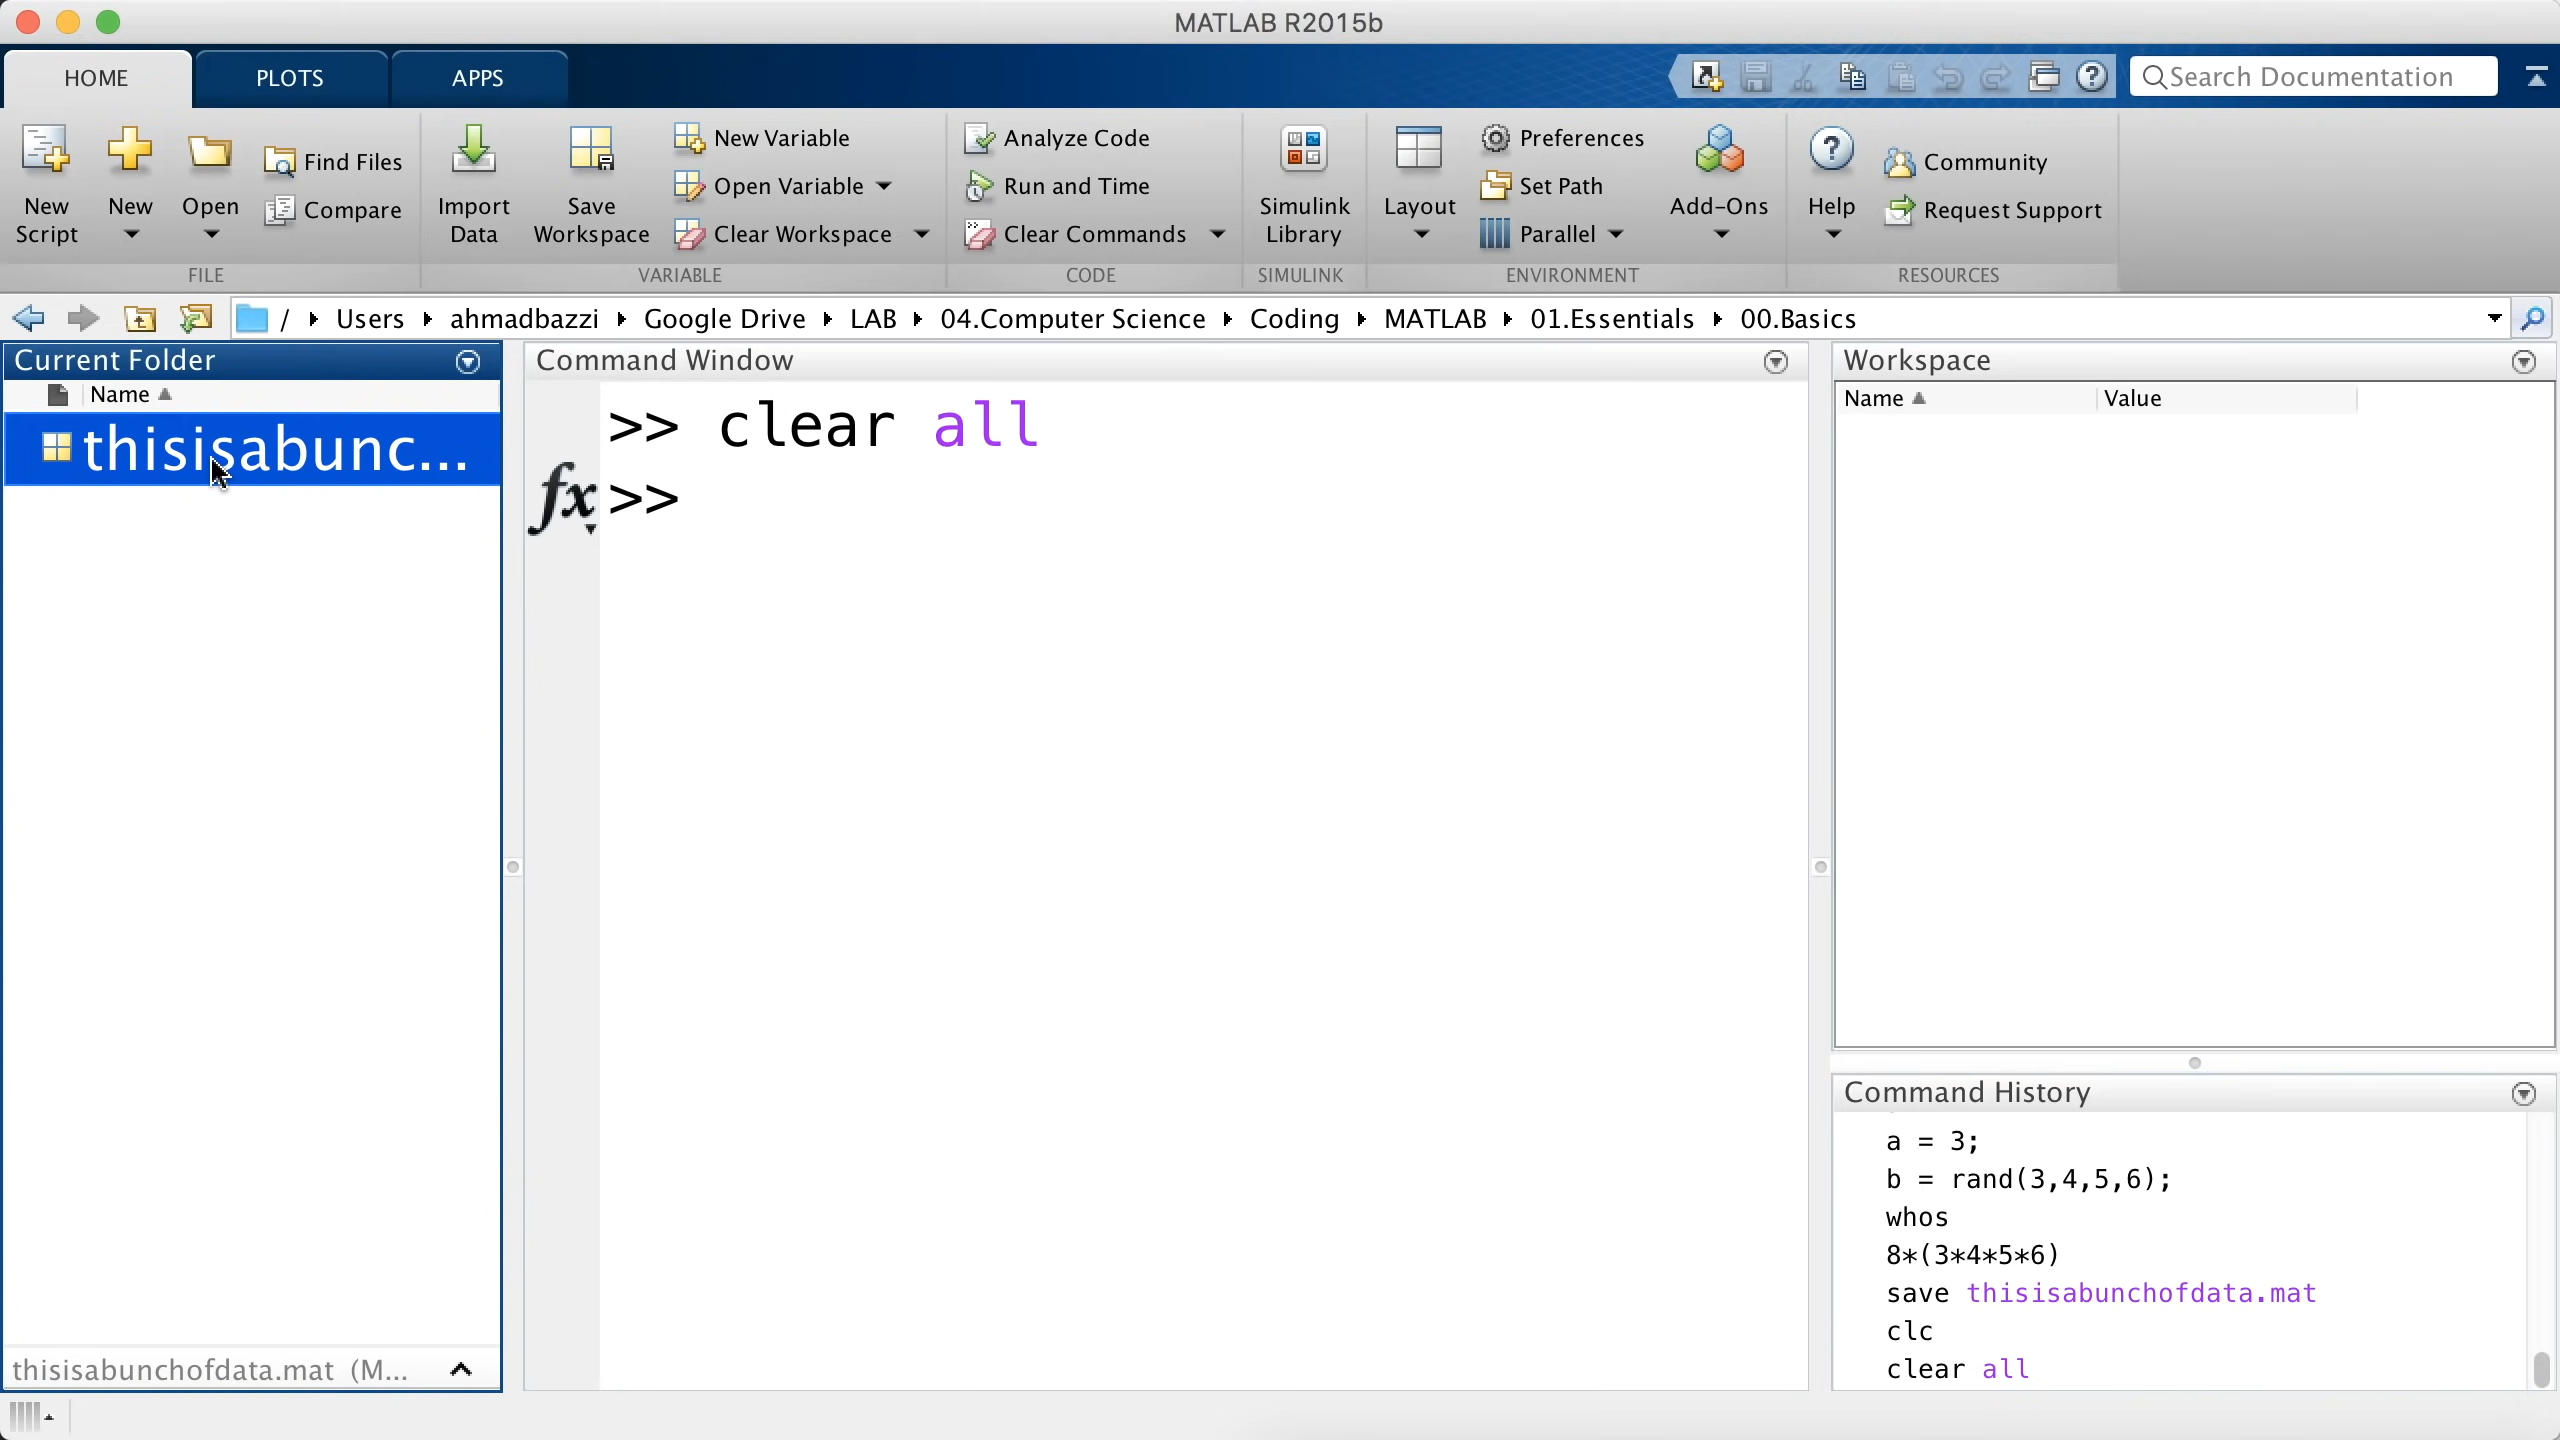 MATLAB R2015b
HOME
PLOTS
APPS
Search Documentation
New Script
New
Open
Find Files
Compare
FILE
Import Data
Save Workspace
New Variable
Open Variable
Clear Workspace
VARIABLE
Analyze Code
Run and Time
Clear Commands
CODE
Simulink Library
SIMULINK
Layout
Preferences
Set Path
Parallel
Add-Ons
ENVIRONMENT
Help
Community
Request Support
RESOURCES
/ Users ahmadbazzi Google Drive LAB 04.Computer Science Coding MATLAB 01.Essentials 00.Basics
Current Folder
Name
thisisabunc...
thisisabunchofdata.mat (M...
Command Window
>> clear all
fx >>
Workspace
Name Value
Command History
a = 3;
b = rand(3,4,5,6);
whos
8*(3*4*5*6)
save thisisabunchofdata.mat
clc
clear all